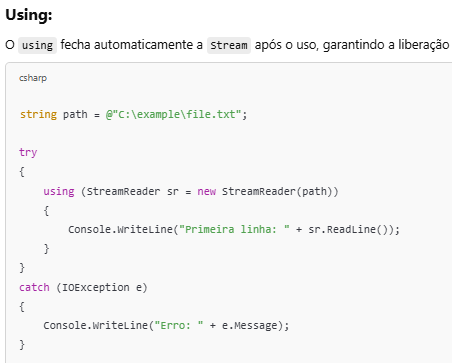 Using:
O using fecha automaticamente a Stream após o uso, garantindo a liberação
csharp
string path = @"C:\example\file.txt";
try
{
    using (StreamReader sr = new StreamReader(path))
    {
        Console.WriteLine("Primeira linha: " + sr.ReadLine());
    }
}
catch (IOException e)
{
    Console.WriteLine("Erro: " + e.Message);
}